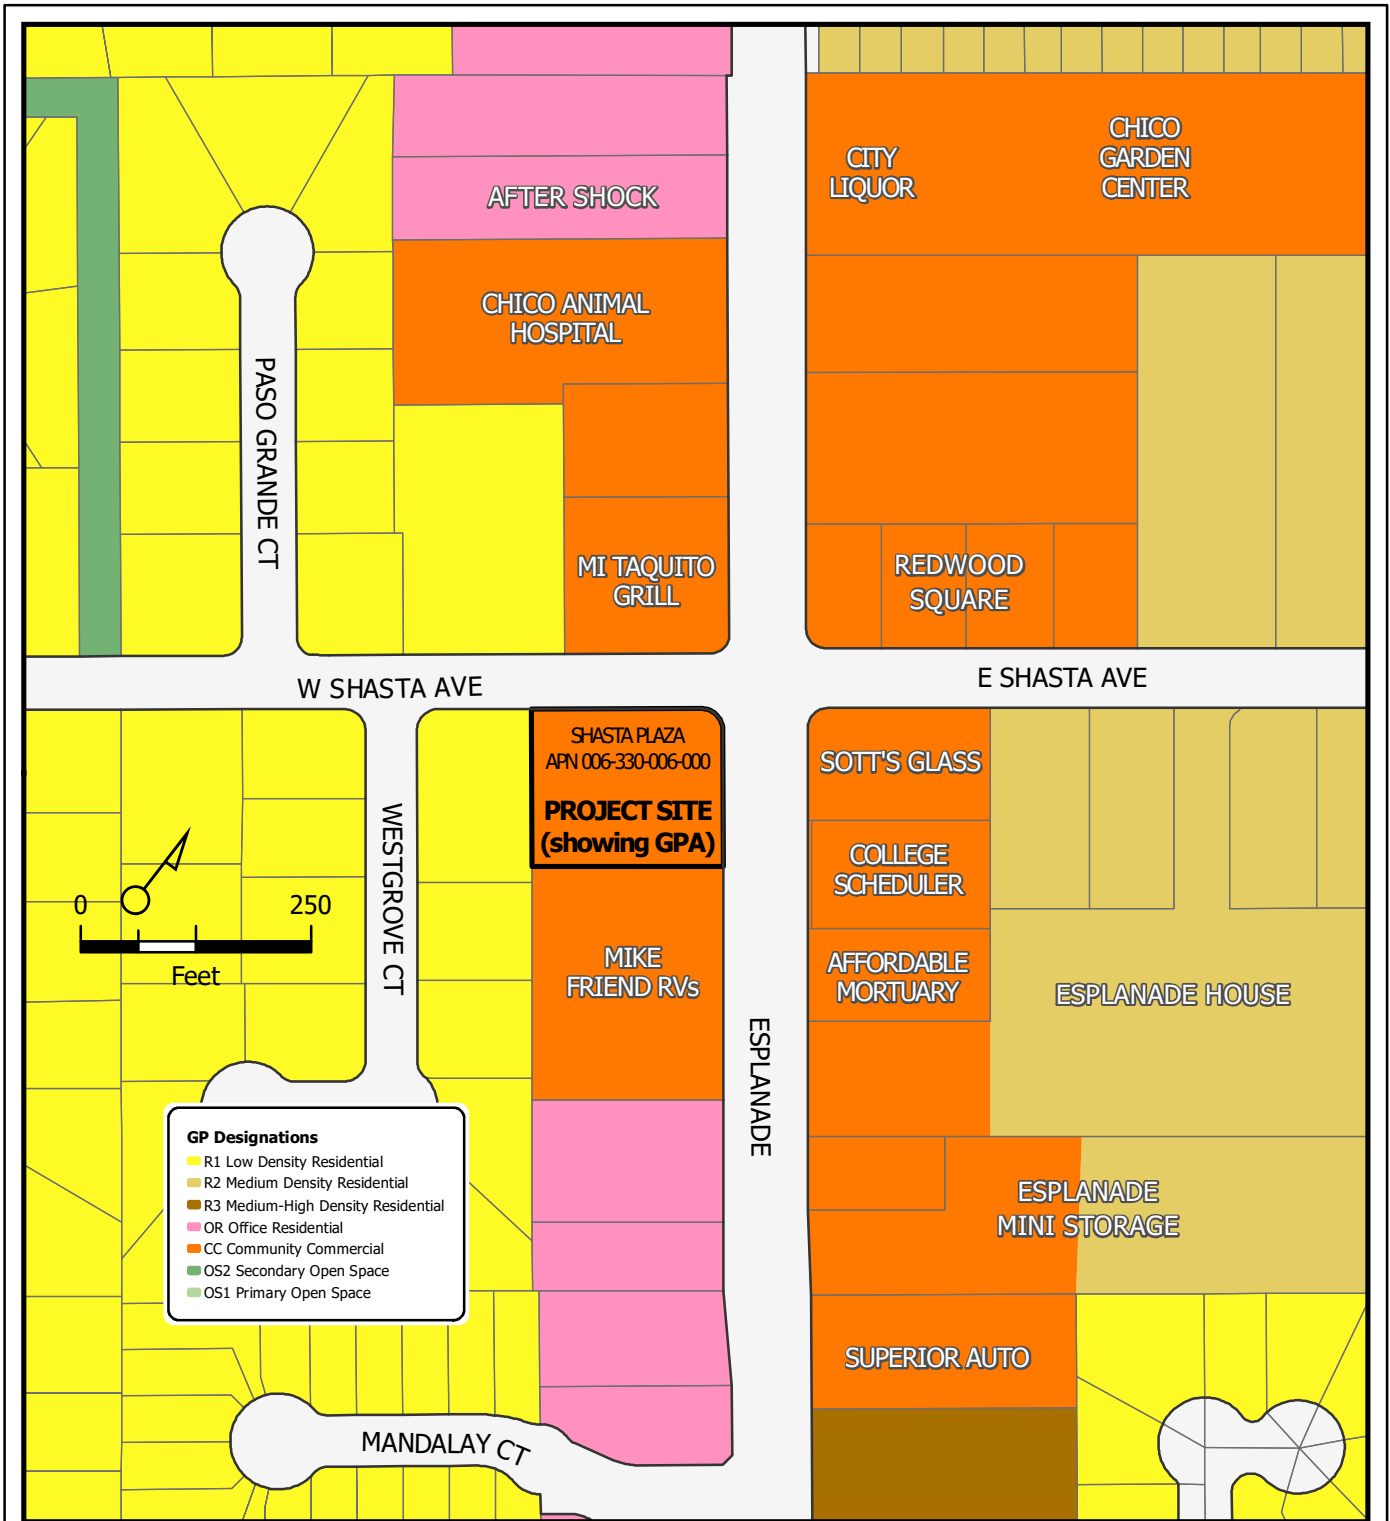 CITY
LIQUOR
CHICO
GARDEN
CENTER
AFTER SHOCK
CHICO ANIMAL
HOSPITAL
PASO GRANDE CT
MI TAQUITO
GRILL
REDWOOD
SQUARE
W SHASTA AVE
E SHASTA AVE
SHASTA PLAZA
APN 006-330-006-000
PROJECT SITE
(showing GPA)
SOTT'S GLASS
COLLEGE
SCHEDULER
WESTGROVE CT
0
250
Feet
MIKE
FRIEND RVs
AFFORDABLE
MORTUARY
ESPLANADE HOUSE
ESPLANADE
GP Designations
R1 Low Density Residential
R2 Medium Density Residential
R3 Medium-High Density Residential
OR Office Residential
CC Community Commercial
OS2 Secondary Open Space
OS1 Primary Open Space
ESPLANADE
MINI STORAGE
SUPERIOR AUTO
MANDALAY CT